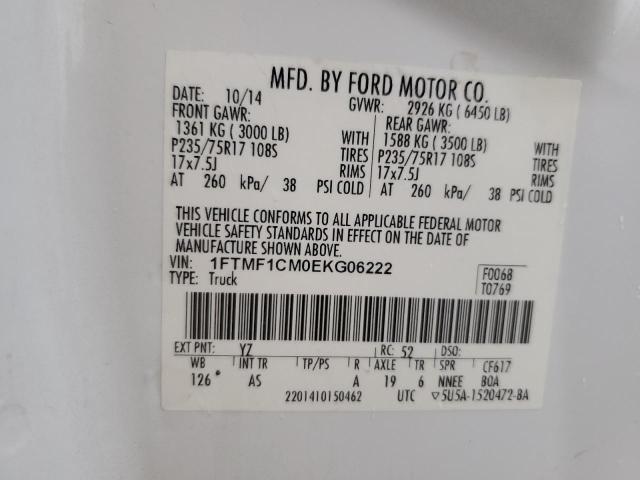 MFD. BY FORD MOTOR CO.
DATE: 10/14 GVWR: 2926 KG ( 6450 LB)
FRONT GAWR: REAR GAWR:
1361 KG ( 3000 LB) WITH 1588 KG ( 3500 LB) WITH
P235/75R17 108S TIRES P235/75R17 108S TIRES
17x7.5J RIMS 17x7.5J RIMS
AT 260 kPa/ 38 PSI COLD AT 260 kPa/ 38 PSI COLD
THIS VEHICLE CONFORMS TO ALL APPLICABLE FEDERAL MOTOR
VEHICLE SAFETY STANDARDS IN EFFECT ON THE DATE OF
MANUFACTURE SHOWN ABOVE.
VIN: 1FTMF1CM0EKG06222 F0068
TYPE: Truck T0769
EXT PNT: YZ RC: 52 DSO:
WB INT TR TP/PS R AXLE TR SPR CF617
126" AS A 19 6 NNEE BOA
2201410150462 UTC ▽5U5A-1520472-BA